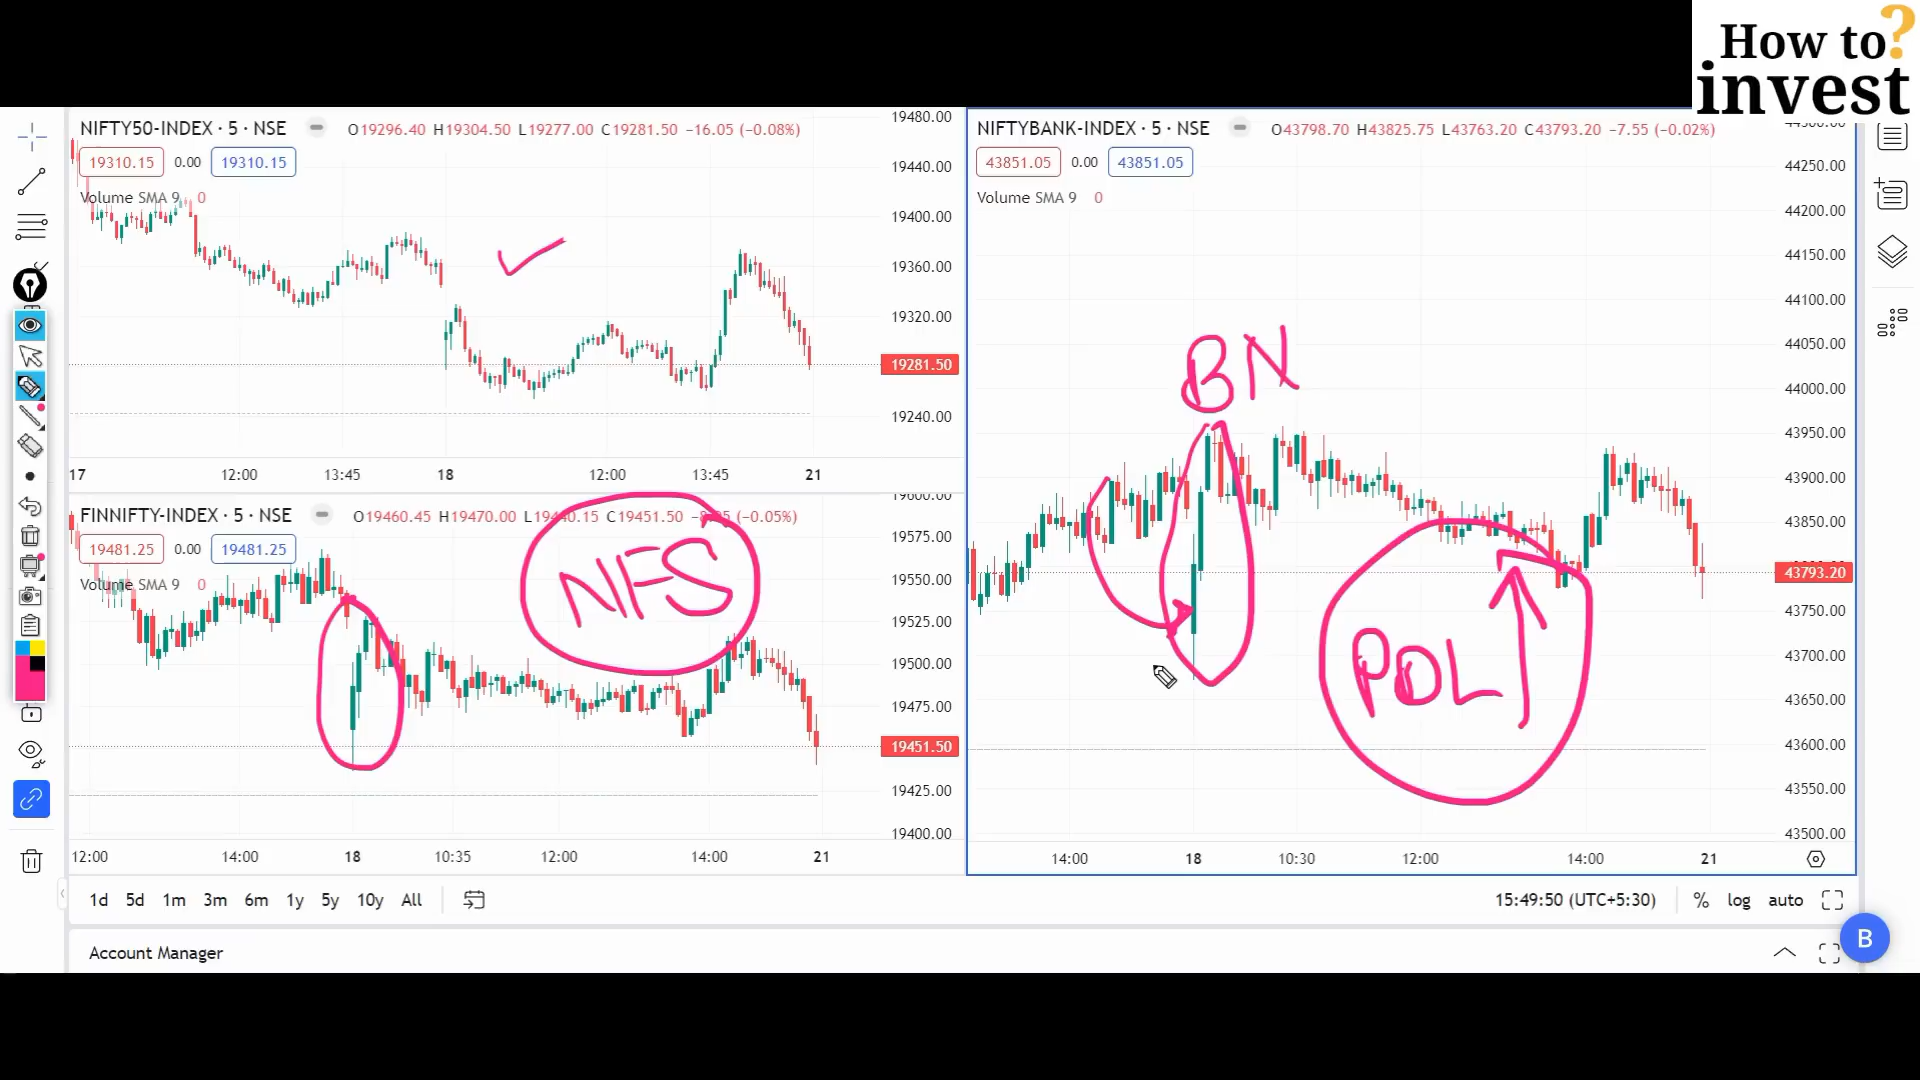 How to?
invest
NIFTY50-INDEX · 5 · NSE O19296.40 H19304.50 L19277.00 C19281.50 -16.05 (-0.08%)
19310.15 0.00 19310.15
Volume SMA 9 0
19480.00
19440.00
19400.00
19360.00
19320.00
19281.50
19240.00
17 12:00 13:45 18 12:00 13:45 21
FINNIFTY-INDEX · 5 · NSE O19460.45 H19470.00 C19451.50 (-0.05%)
19481.25 0.00 19481.25
Volume SMA 9 0
NFS
19600.00
19575.00
19550.00
19525.00
19500.00
19475.00
19451.50
19425.00
19400.00
12:00 14:00 18 10:35 12:00 14:00 21
NIFTYBANK-INDEX · 5 · NSE O43798.70 H43825.75 L43763.20 C43793.20 -7.55 (-0.02%)
43851.05 0.00 43851.05
Volume SMA 9 0
BN
PDL
44250.00
44200.00
44150.00
44100.00
44050.00
44000.00
43950.00
43900.00
43850.00
43793.20
43750.00
43700.00
43650.00
43600.00
43550.00
43500.00
14:00 18 10:30 12:00 14:00 21
1d 5d 1m 3m 6m 1y 5y 10y All 15:49:50 (UTC+5:30) % log auto
Account Manager
B